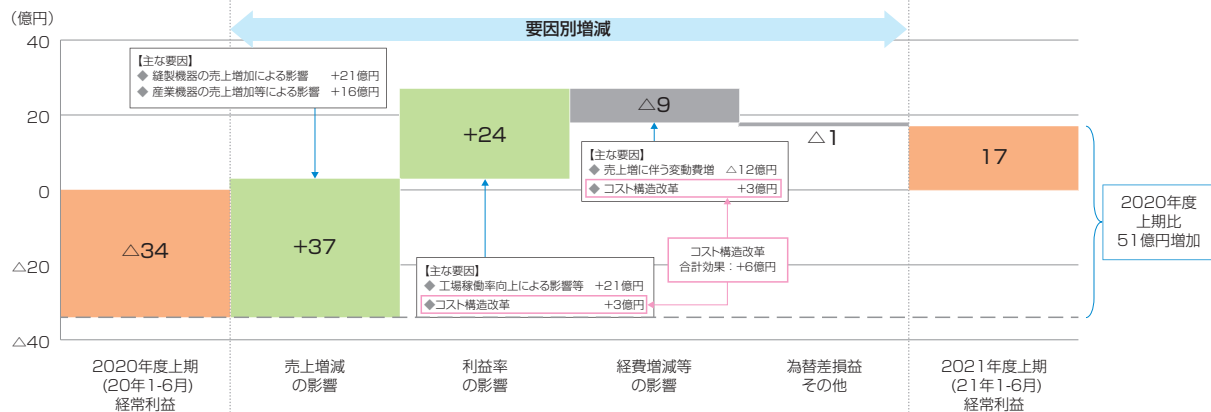 （億円）
要因別増減
40
20
0
△20
△40
【主な要因】
◆ 縫製機器の売上増加による影響 +21億円
◆ 産業機器の売上増加等による影響 +16億円
△34
+37
+24
△9
△1
17
【主な要因】
◆ 売上増に伴う変動費増 △12億円
◆ コスト構造改革 +3億円
コスト構造改革
合計効果：+6億円
【主な要因】
◆ 工場稼働率向上による影響等 +21億円
◆コスト構造改革 +3億円
2020年度
上期比
51億円増加
2020年度上期
(20年1-6月)
経常利益
売上増減
の影響
利益率
の影響
経費増減等
の影響
為替差損益
その他
2021年度上期
(21年1-6月)
経常利益